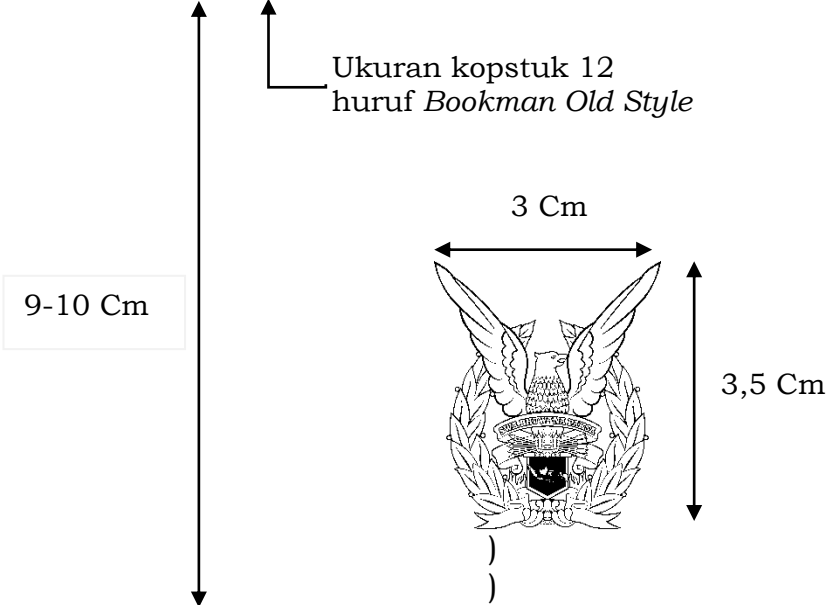 Ukuran kopstuk 12
huruf Bookman Old Style
3 Cm
9-10 Cm
3,5 Cm
)
)